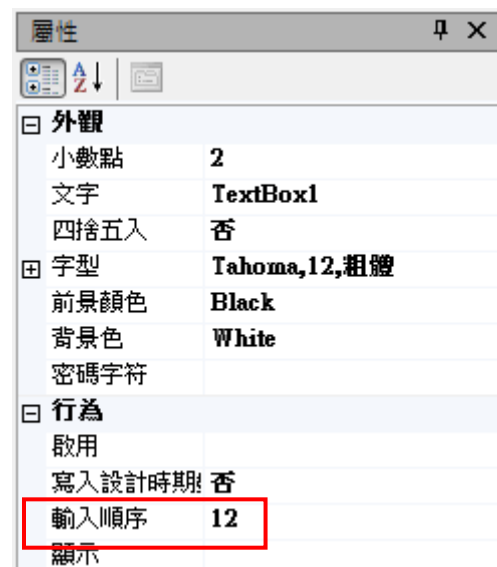 屬性
外觀
小數點 2
文字 TextBox1
四捨五入 否
字型 Tahoma,12,粗體
前景顏色 Black
背景色 White
密碼字符
行為
啟用
寫入設計時期 否
輸入順序 12
顯示